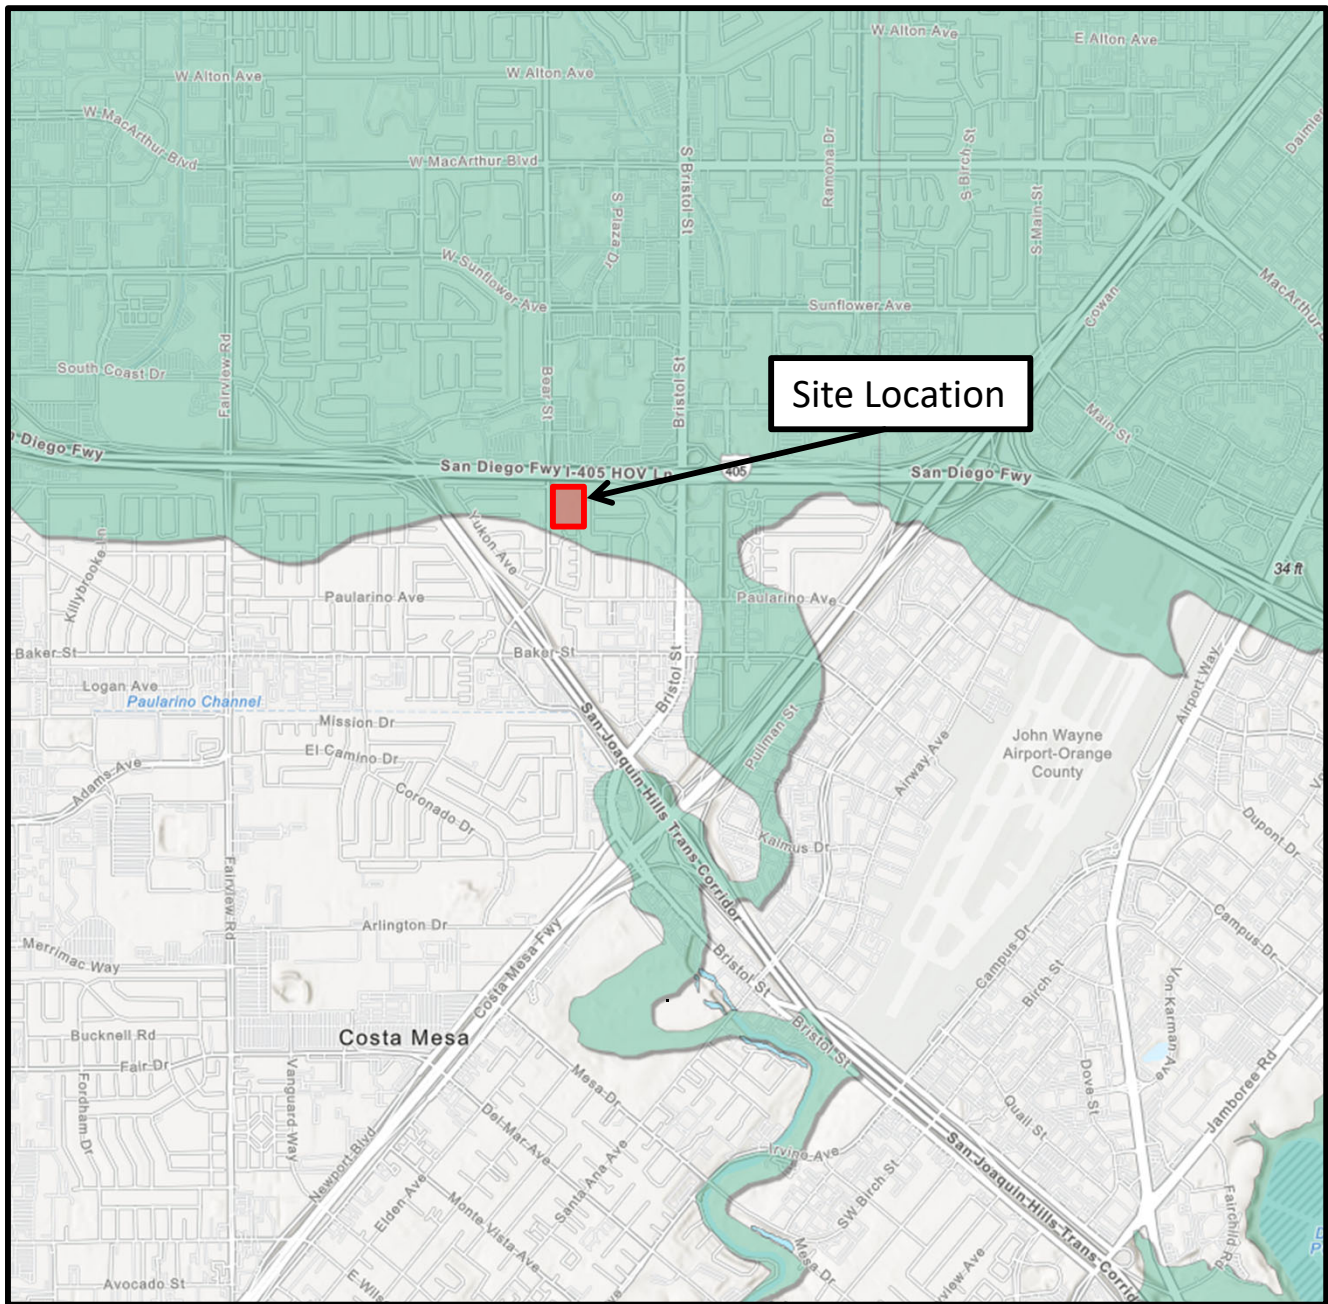 W Alton Ave
E Alton Ave
W Alton Ave
W Alton Ave
W MacArthur Blvd
W MacArthur Blvd
S Bristol St
Ramona Dr
S Birch St
S Main St
S Plaza Dr
W Sunflower Ave
Sunflower Ave
Cowan
South Coast Dr
Fairview Rd
Bear St
Bristol St
Site Location
Main St
San Diego Fwy
I-405 HOV Ln
405
San Diego Fwy
Diego Fwy
Yukon Ave
34 ft
Killybrooke Ln
Paularino Ave
Paularino Ave
Baker St
Baker St
Logan Ave
Paularino Channel
Bristol St
Airport Way
Mission Dr
El Camino Dr
San Joaquin Hills Trans Corridor
Pullman St
Airway Ave
John Wayne
Airport-Orange
County
Adams Ave
Coronado Dr
Kalmus Dr
Dupont Dr
Fairview Rd
Arlington Dr
Merrimac Way
Costa Mesa Fwy
Bristol St
Campus Dr
Campus Dr
Birch St
Von Karman Ave
Bucknell Rd
Costa Mesa
Bristol St
Fair Dr
Fordham Dr
Vanguard Way
Mesa Dr
Dove St
Quail St
Jamboree Rd
Del Mar Ave
Irvine Ave
Newport Blvd
Elden Ave
Santa Ana Ave
SW Birch St
San Joaquin Hills Trans Corrid
Fairchild Rd
Monte Vista Ave
Mesa Dr
Avocado St